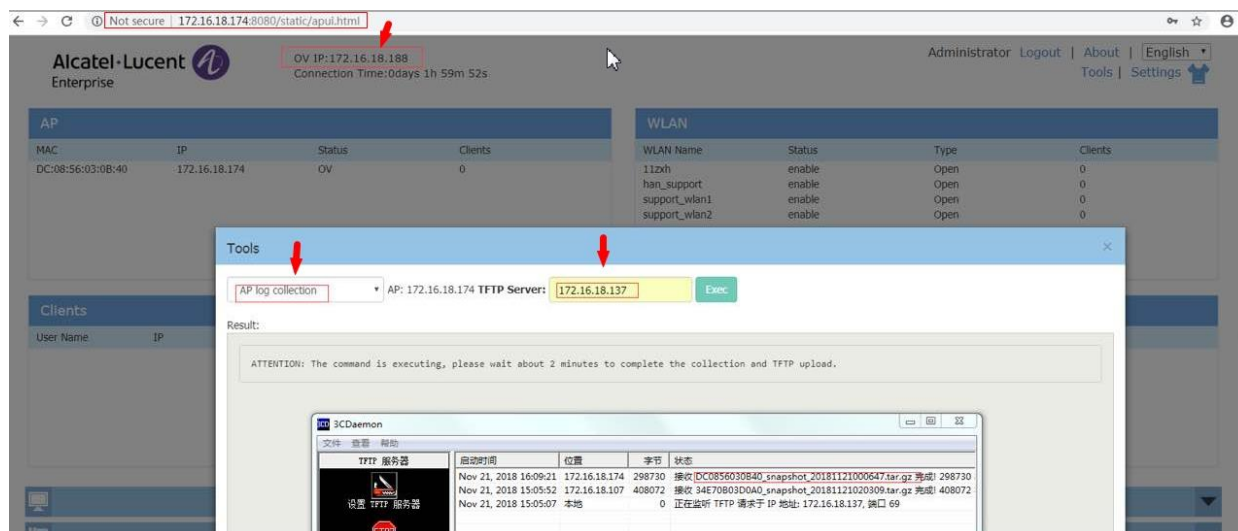 Not secure | 172.16.18.174:8080/static/apui.html
Alcatel·Lucent
Enterprise
OV IP:172.16.18.188
Connection Time:0days 1h 59m 52s
Administrator Logout | About | English
Tools | Settings
AP
MAC IP Status Clients
DC:08:56:03:0B:40 172.16.18.174 OV 0
WLAN
WLAN Name Status Type Clients
11zxh enable Open 0
han_support enable Open 0
support_wlan1 enable Open 0
support_wlan2 enable Open 0
Tools ×
AP log collection AP: 172.16.18.174 TFTP Server: 172.16.18.137 Exec
Clients
User Name IP
Result:
ATTENTION: The command is executing, please wait about 2 minutes to complete the collection and TFTP upload.
3CDaemon
文件 查看 帮助
TFTP 服务器
设置 TFTP 服务器
STOP
启动时间 位置 字节 状态
Nov 21, 2018 16:09:21 172.16.18.174 298730 接收 DC0856030B40_snapshot_20181121000647.tar.gz 完成! 298730
Nov 21, 2018 15:05:52 172.16.18.107 408072 接收 34E70B03D0A0_snapshot_20181121020309.tar.gz 完成! 408072
Nov 21, 2018 15:05:07 本地 0 正在监听 TFTP 请求于 IP 地址: 172.16.18.137, 端口 69